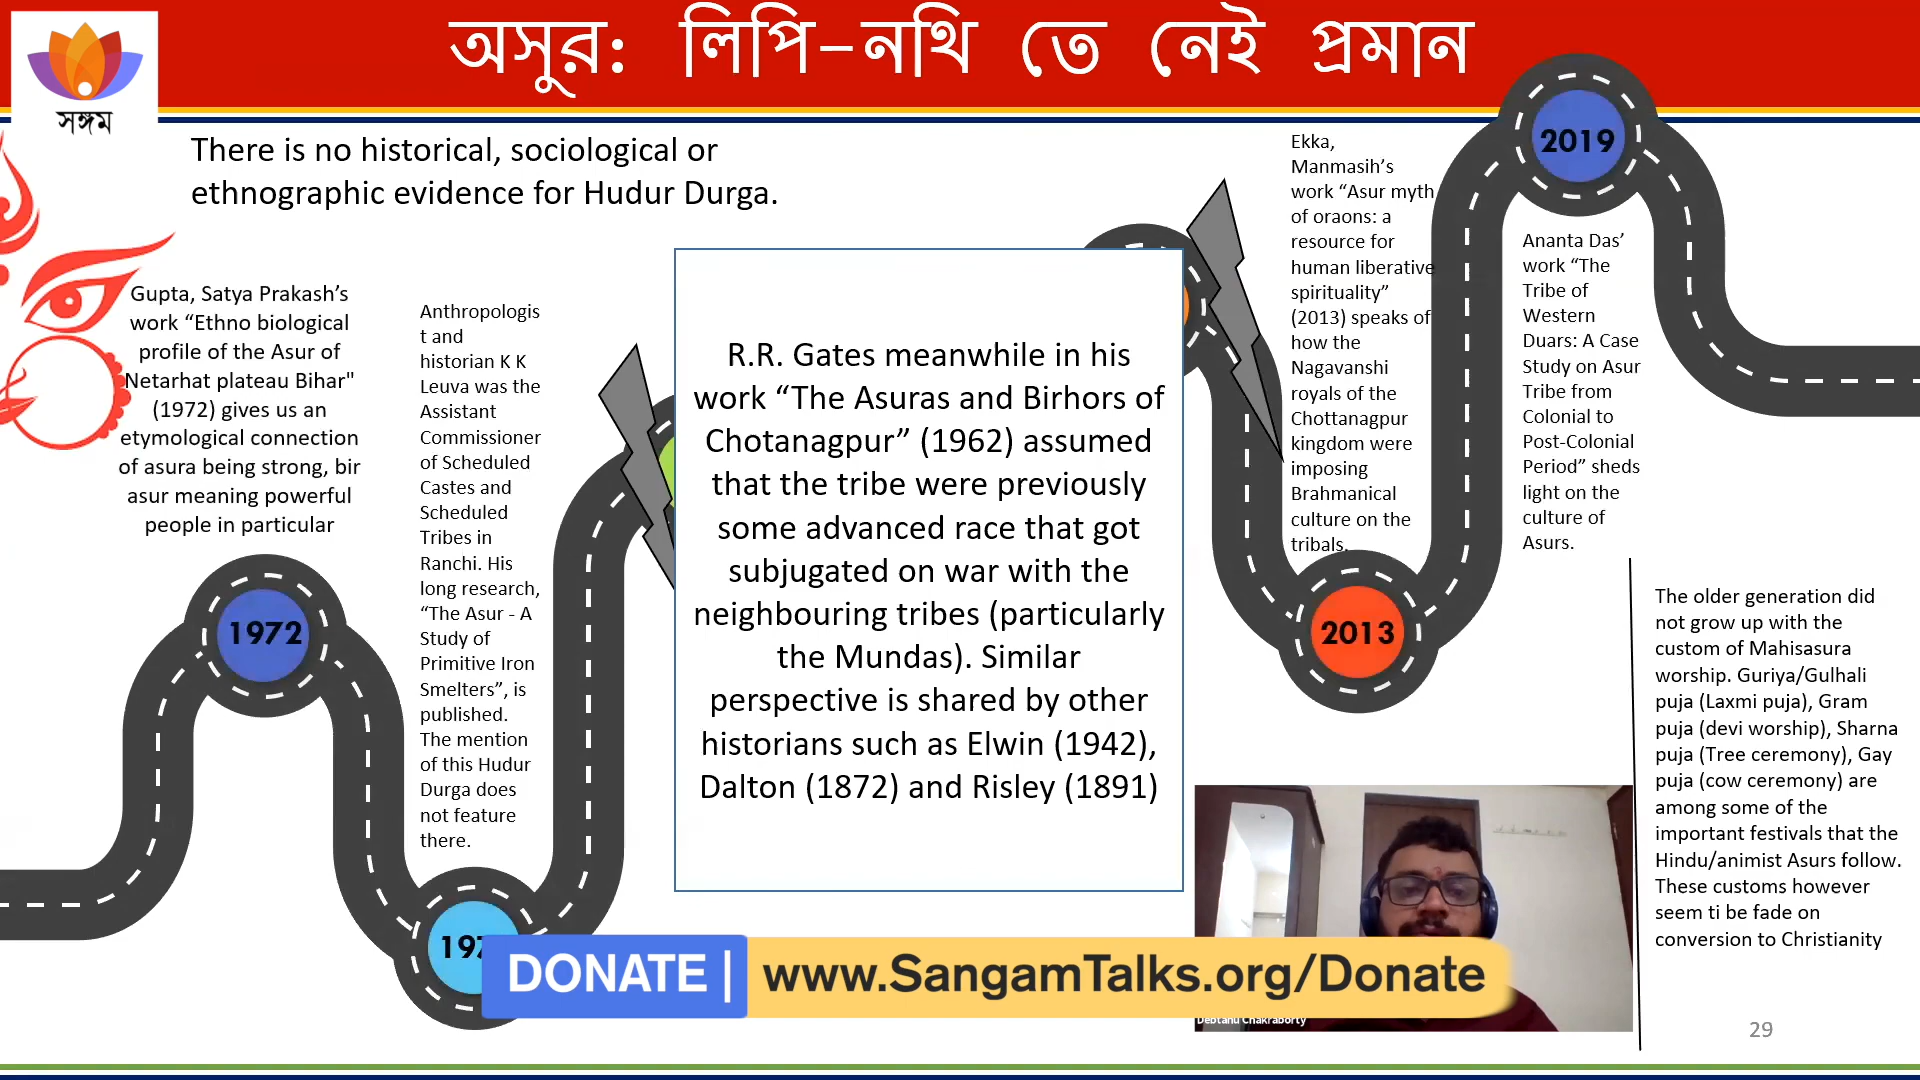 অসুর: লিপি-নথি তে নেই প্রমান
সঙ্গম
There is no historical, sociological or
ethnographic evidence for Hudur Durga.
Gupta, Satya Prakash’s
work “Ethno biological
profile of the Asur of
Netarhat plateau Bihar"
(1972) gives us an
etymological connection
of asura being strong, bir
asur meaning powerful
people in particular
1972
Anthropologis
t and
historian K K
Leuva was the
Assistant
Commissioner
of Scheduled
Castes and
Scheduled
Tribes in
Ranchi. His
long research,
“The Asur - A
Study of
Primitive Iron
Smelters”, is
published.
The mention
of this Hudur
Durga does
not feature
there.
R.R. Gates meanwhile in his
work “The Asuras and Birhors of
Chotanagpur” (1962) assumed
that the tribe were previously
some advanced race that got
subjugated on war with the
neighbouring tribes (particularly
the Mundas). Similar
perspective is shared by other
historians such as Elwin (1942),
Dalton (1872) and Risley (1891)
Ekka,
Manmasih’s
work “Asur myth
of oraons: a
resource for
human liberative
spirituality”
(2013) speaks of
how the
Nagavanshi
royals of the
Chottanagpur
kingdom were
imposing
Brahmanical
culture on the
tribals.
2013
2019
Ananta Das’
work “The
Tribe of
Western
Duars: A Case
Study on Asur
Tribe from
Colonial to
Post-Colonial
Period” sheds
light on the
culture of
Asurs.
The older generation did
not grow up with the
custom of Mahisasura
worship. Guriya/Gulhali
puja (Laxmi puja), Gram
puja (devi worship), Sharna
puja (Tree ceremony), Gay
puja (cow ceremony) are
among some of the
important festivals that the
Hindu/animist Asurs follow.
These customs however
seem ti be fade on
conversion to Christianity
DONATE | www.SangamTalks.org/Donate
Debtanu Chakraborty
29